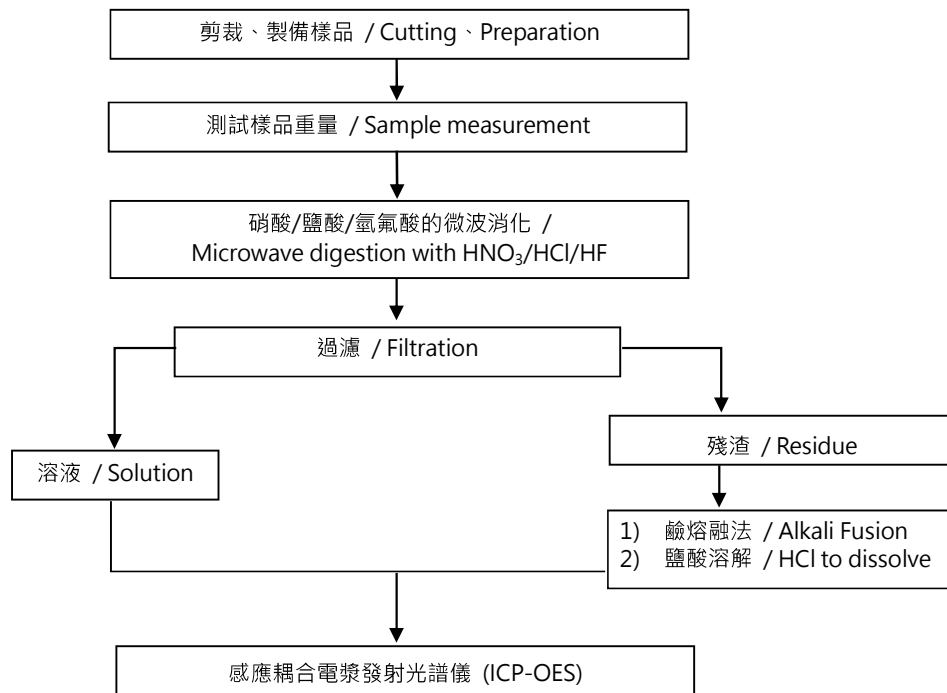 剪裁、製備樣品 / Cutting、Preparation
測試樣品重量 / Sample measurement
硝酸/鹽酸/氫氟酸的微波消化 /
Microwave digestion with HNO₃/HCl/HF
過濾 / Filtration
溶液 / Solution
殘渣 / Residue
1) 鹼熔融法 / Alkali Fusion
2) 鹽酸溶解 / HCl to dissolve
感應耦合電漿發射光譜儀 (ICP-OES)